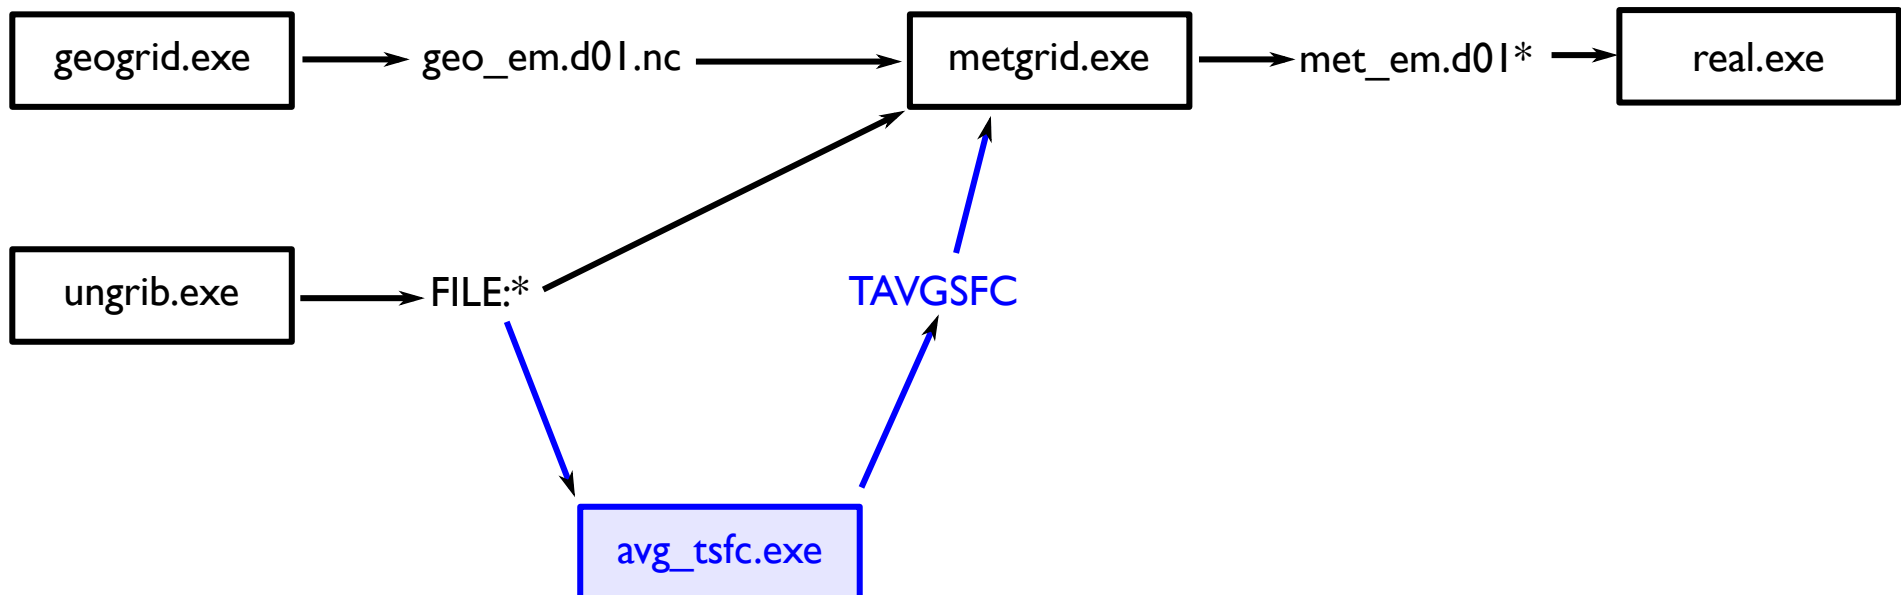 geogrid.exe
geo_em.d01.nc
metgrid.exe
met_em.d01*
real.exe
ungrib.exe
FILE:*
TAVGSFC
avg_tsfc.exe